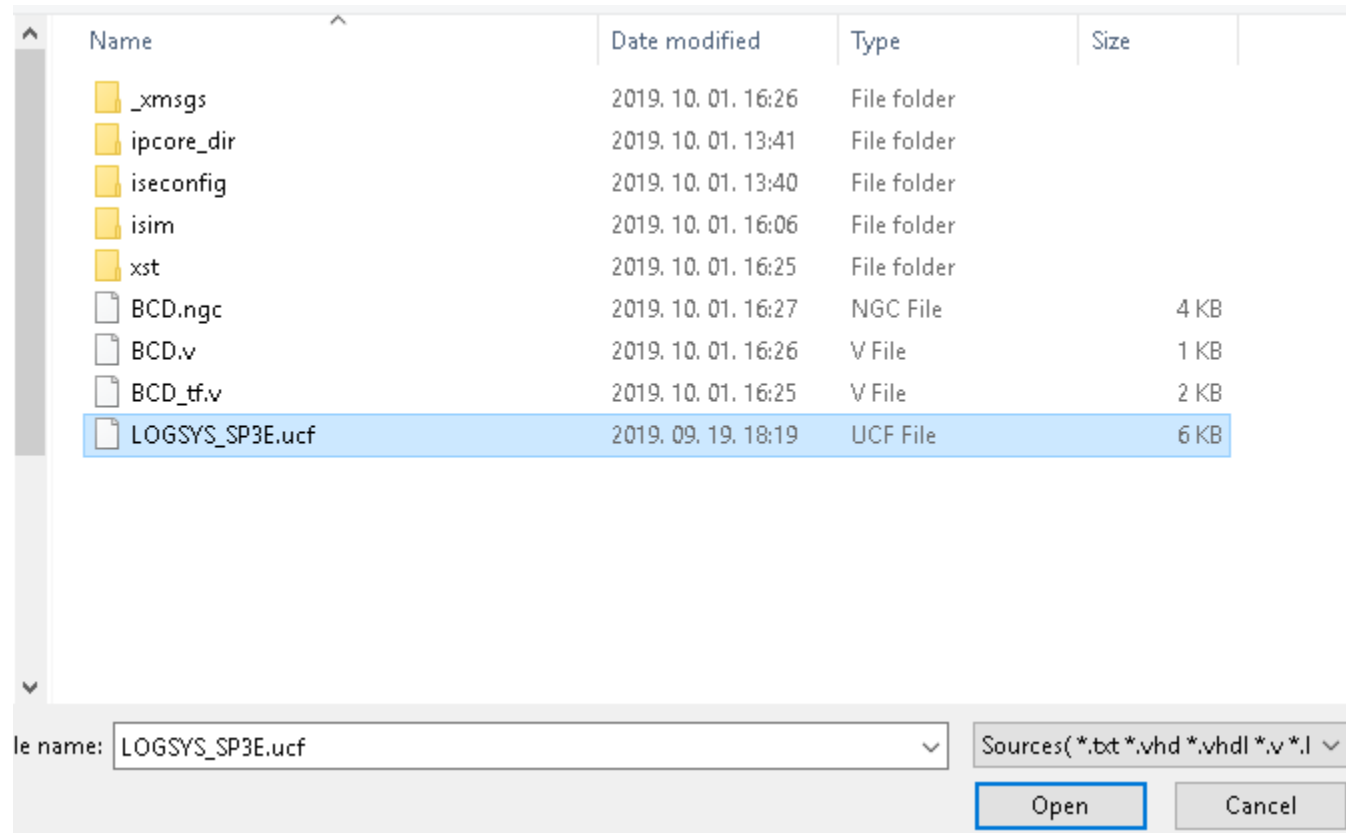 Name Date modified Type Size
_xmsgs 2019. 10. 01. 16:26 File folder
ipcore_dir 2019. 10. 01. 13:41 File folder
iseconfig 2019. 10. 01. 13:40 File folder
isim 2019. 10. 01. 16:06 File folder
xst 2019. 10. 01. 16:25 File folder
BCD.ngc 2019. 10. 01. 16:27 NGC File 4 KB
BCD.v 2019. 10. 01. 16:26 V File 1 KB
BCD_tf.v 2019. 10. 01. 16:25 V File 2 KB
LOGSYS_SP3E.ucf 2019. 09. 19. 18:19 UCF File 6 KB
le name: LOGSYS_SP3E.ucf Sources( *.txt *.vhd *.vhdl *.v *.l
Open Cancel